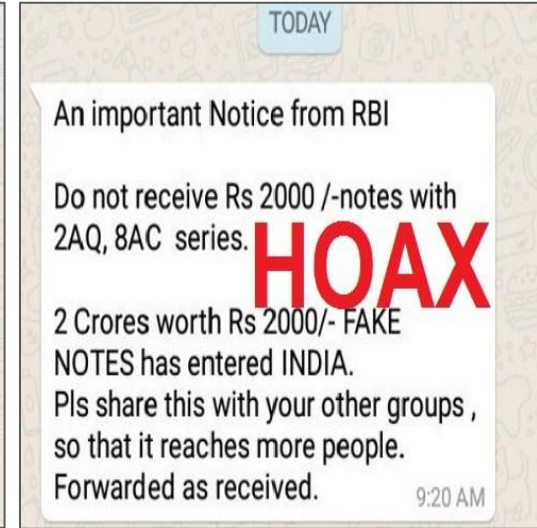 TODAY
An important Notice from RBI
Do not receive Rs 2000 /-notes with
2AQ, 8AC series.
HOAX
2 Crores worth Rs 2000/- FAKE
NOTES has entered INDIA.
Pls share this with your other groups ,
so that it reaches more people.
Forwarded as received.
9:20 AM